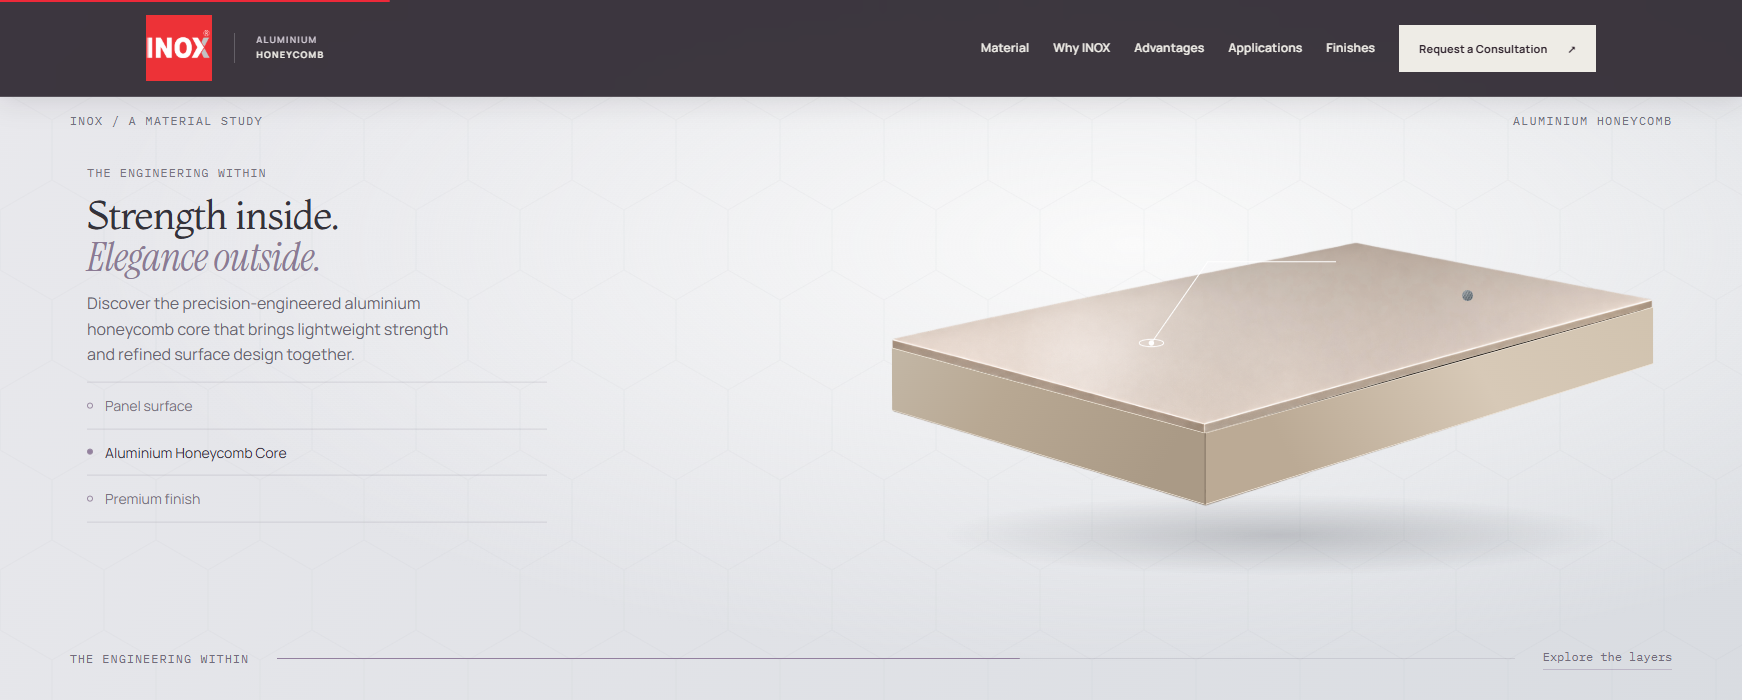 INOX®
ALUMINIUM
HONEYCOMB
Material
Why INOX
Advantages
Applications
Finishes
Request a Consultation ↗
INOX / A MATERIAL STUDY
ALUMINIUM HONEYCOMB
THE ENGINEERING WITHIN
Strength inside.
Elegance outside.
Discover the precision-engineered aluminium
honeycomb core that brings lightweight strength
and refined surface design together.
Panel surface
Aluminium Honeycomb Core
Premium finish
THE ENGINEERING WITHIN
Explore the layers